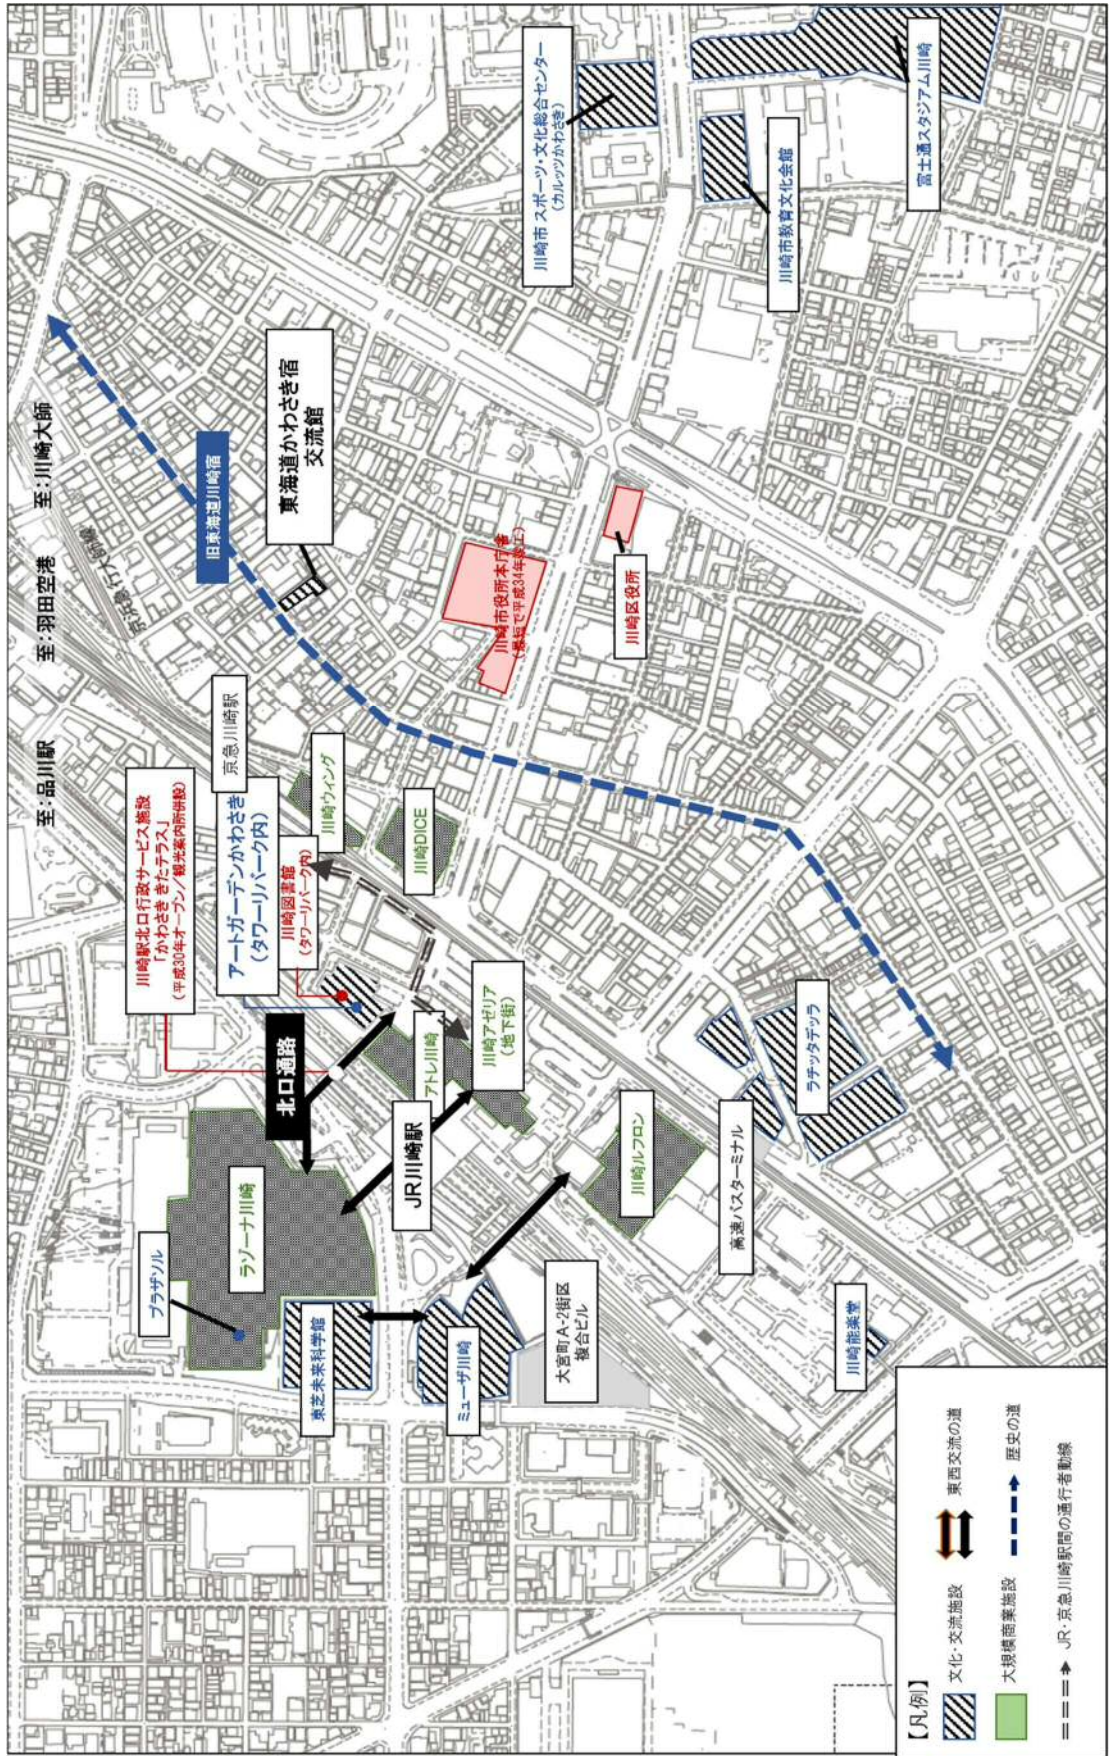 至：品川駅
至：羽田空港
至：川崎大師
京浜急行大師線
川崎駅北口行政サービス施設
「かわさき きたテラス」
（平成30年オープン／観光案内所併設）
アートガーデンかわさき
（タワーリバーク内）
川崎図書館
（タワーリバーク内）
京急川崎駅
旧東海道川崎宿
東海道かわさき宿
交流館
川崎ウィング
川崎DICE
北口通路
プラザソル
ラゾーナ川崎
アトレ川崎
JR川崎駅
川崎アゼリア
（地下街）
川崎市役所本庁舎
（最短で平成34年竣工）
川崎区役所
川崎市 スポーツ・文化総合センター
（カルッツかわさき）
川崎市教育文化会館
富士通スタジアム川崎
東芝未来科学館
ミューザ川崎
大宮町A-2街区
複合ビル
川崎ルフロン
高速バスターミナル
ラチッタデッラ
川崎能楽堂
【凡例】
文化・交流施設
東西交流の道
大規模商業施設
歴史の道
JR・京急川崎駅間の通行者動線